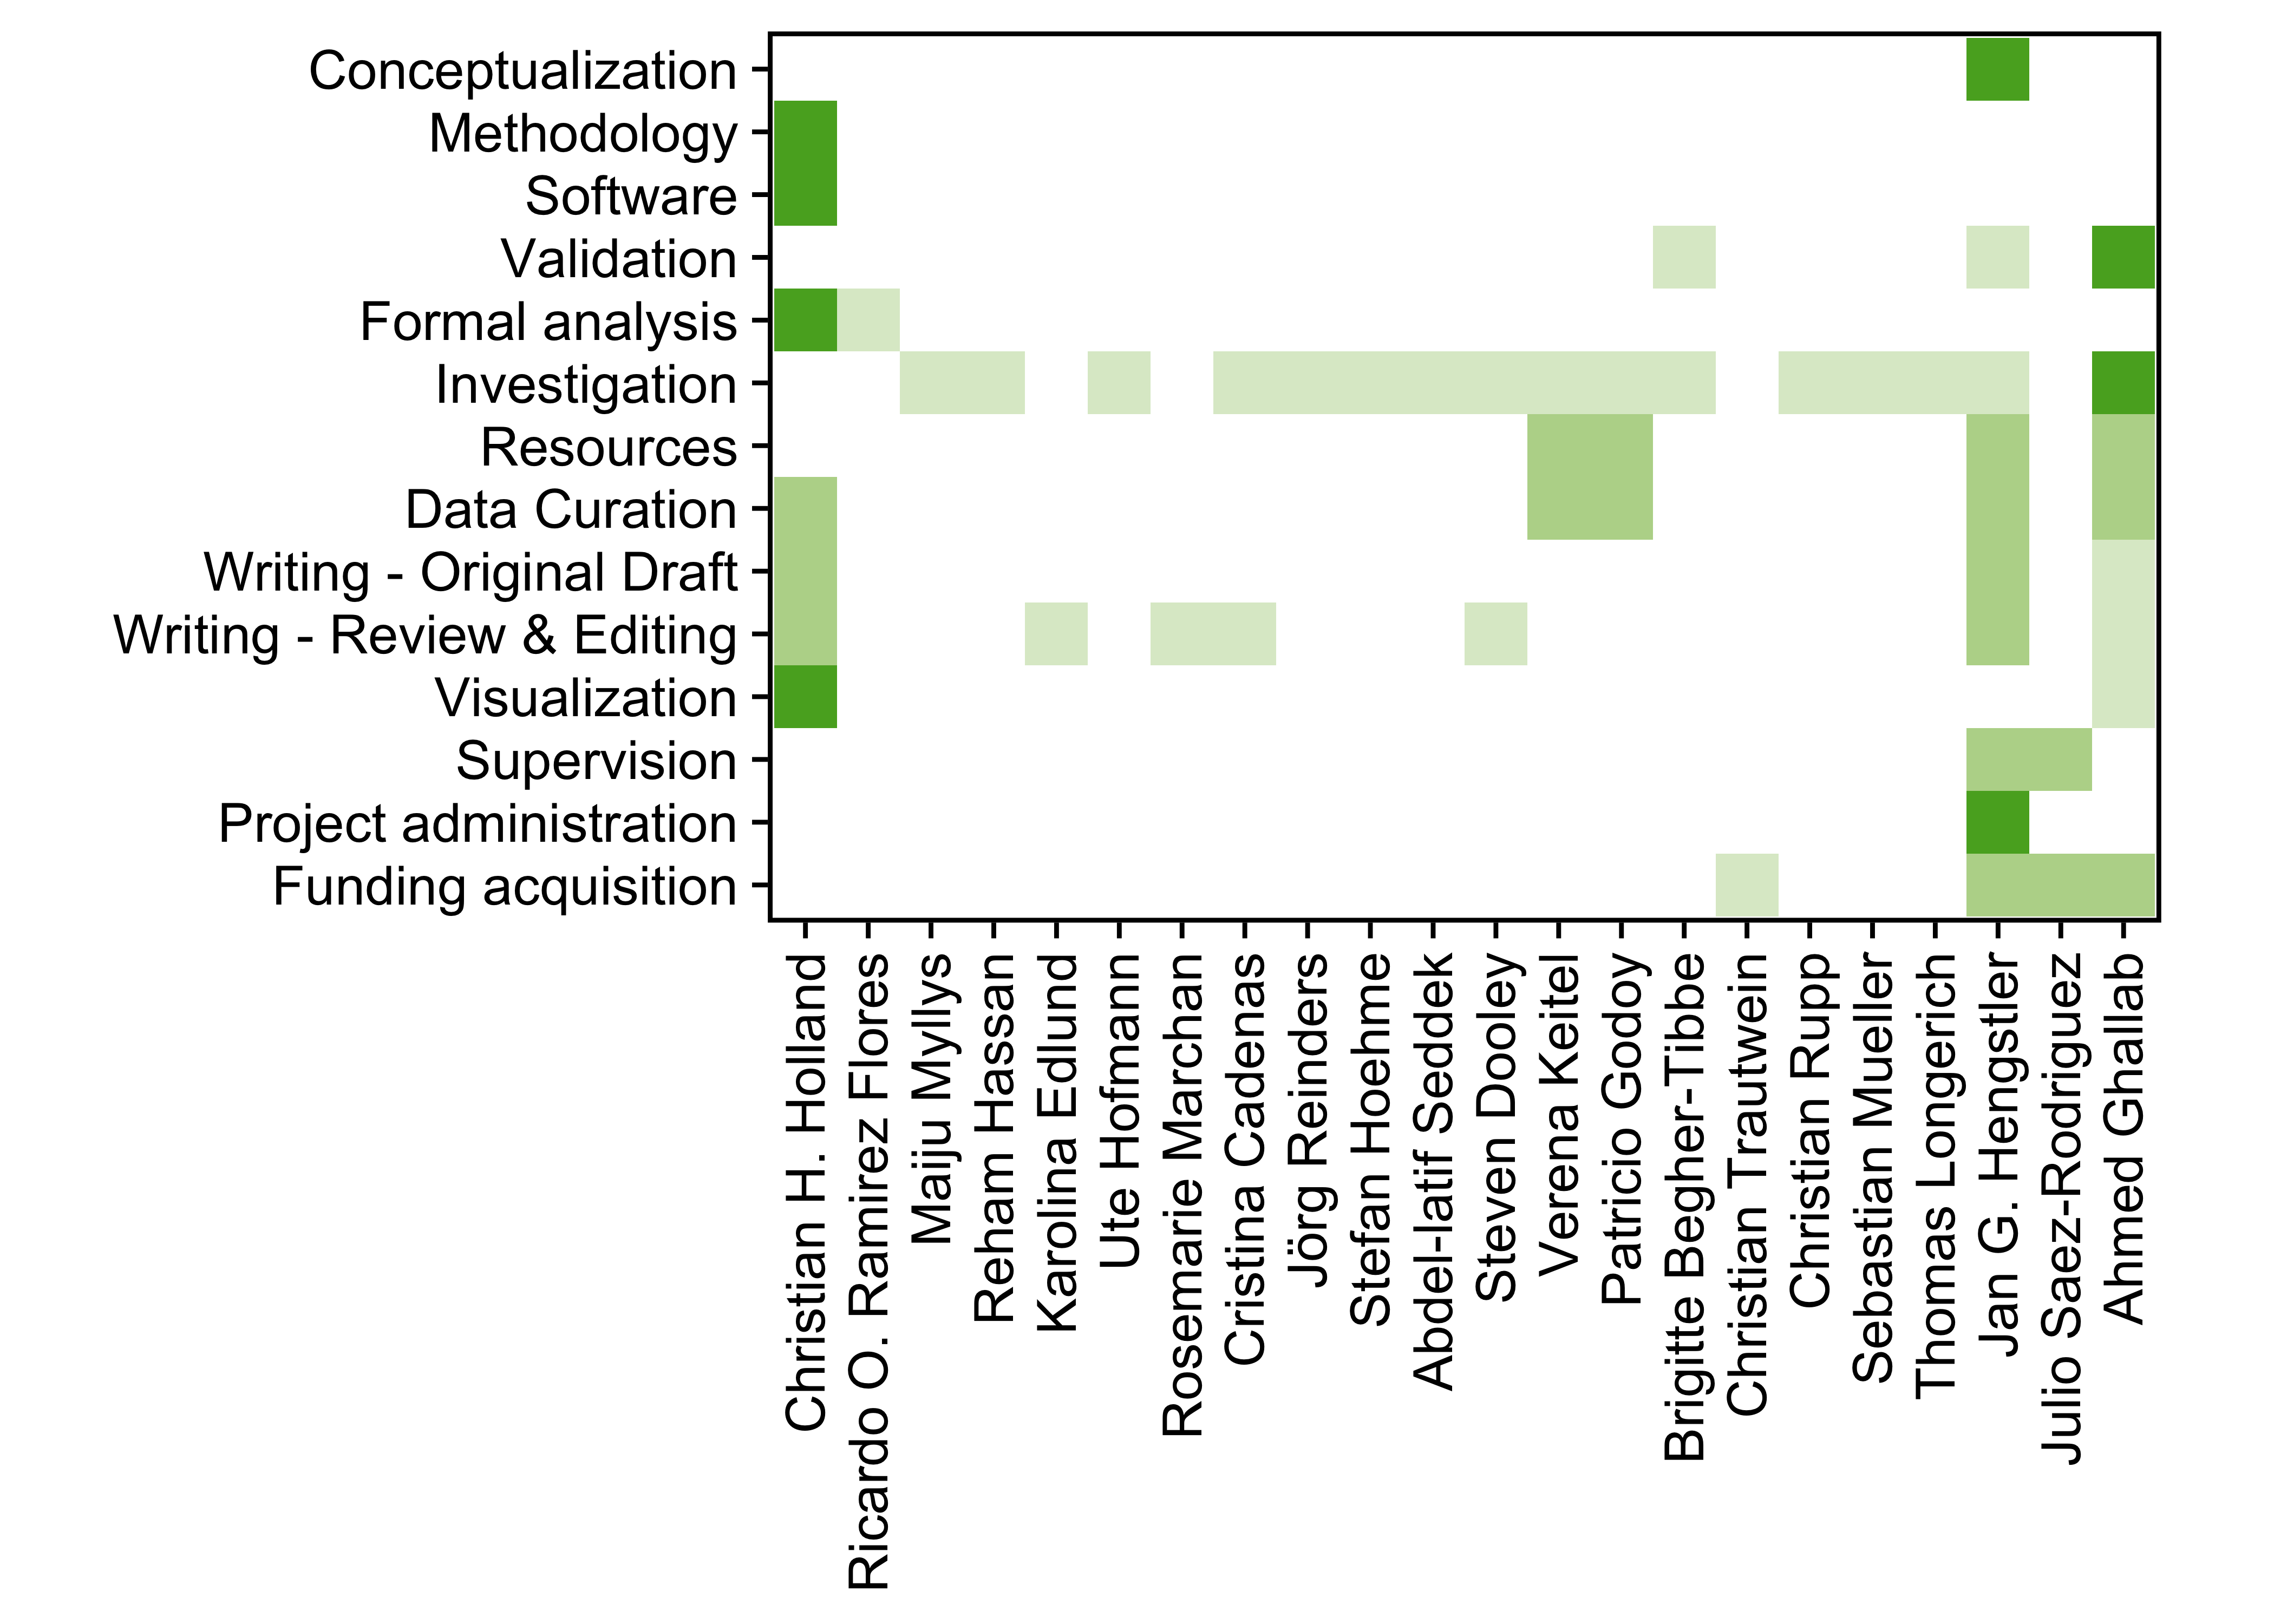 Conceptualization
Methodology
Software
Validation
Formal analysis
Investigation
Resources
Data Curation
Writing - Original Draft
Writing - Review & Editing
Visualization
Supervision
Project administration
Funding acquisition
Christian H. Holland
Ricardo O. Ramirez Flores
Maiju Myllys
Reham Hassan
Karolina Edlund
Ute Hofmann
Rosemarie Marchan
Cristina Cadenas
Jörg Reinders
Stefan Hoehme
Abdel-latif Seddek
Steven Dooley
Verena Keitel
Patricio Godoy
Brigitte Begher-Tibbe
Christian Trautwein
Christian Rupp
Sebastian Mueller
Thomas Longerich
Jan G. Hengstler
Julio Saez-Rodriguez
Ahmed Ghallab